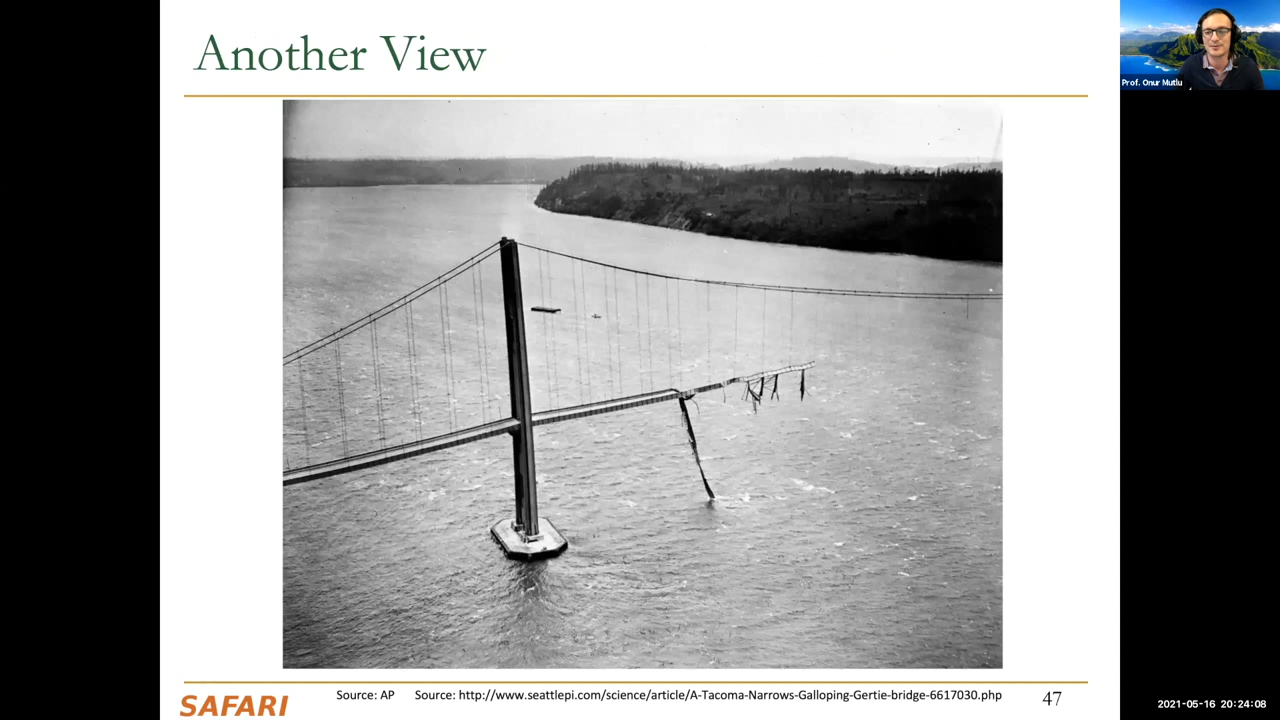 Another View
Prof. Onur Mutlu
Source: AP Source: http://www.seattlepi.com/science/article/A-Tacoma-Narrows-Galloping-Gertie-bridge-6617030.php
47
SAFARI
2021-05-16 20:24:08